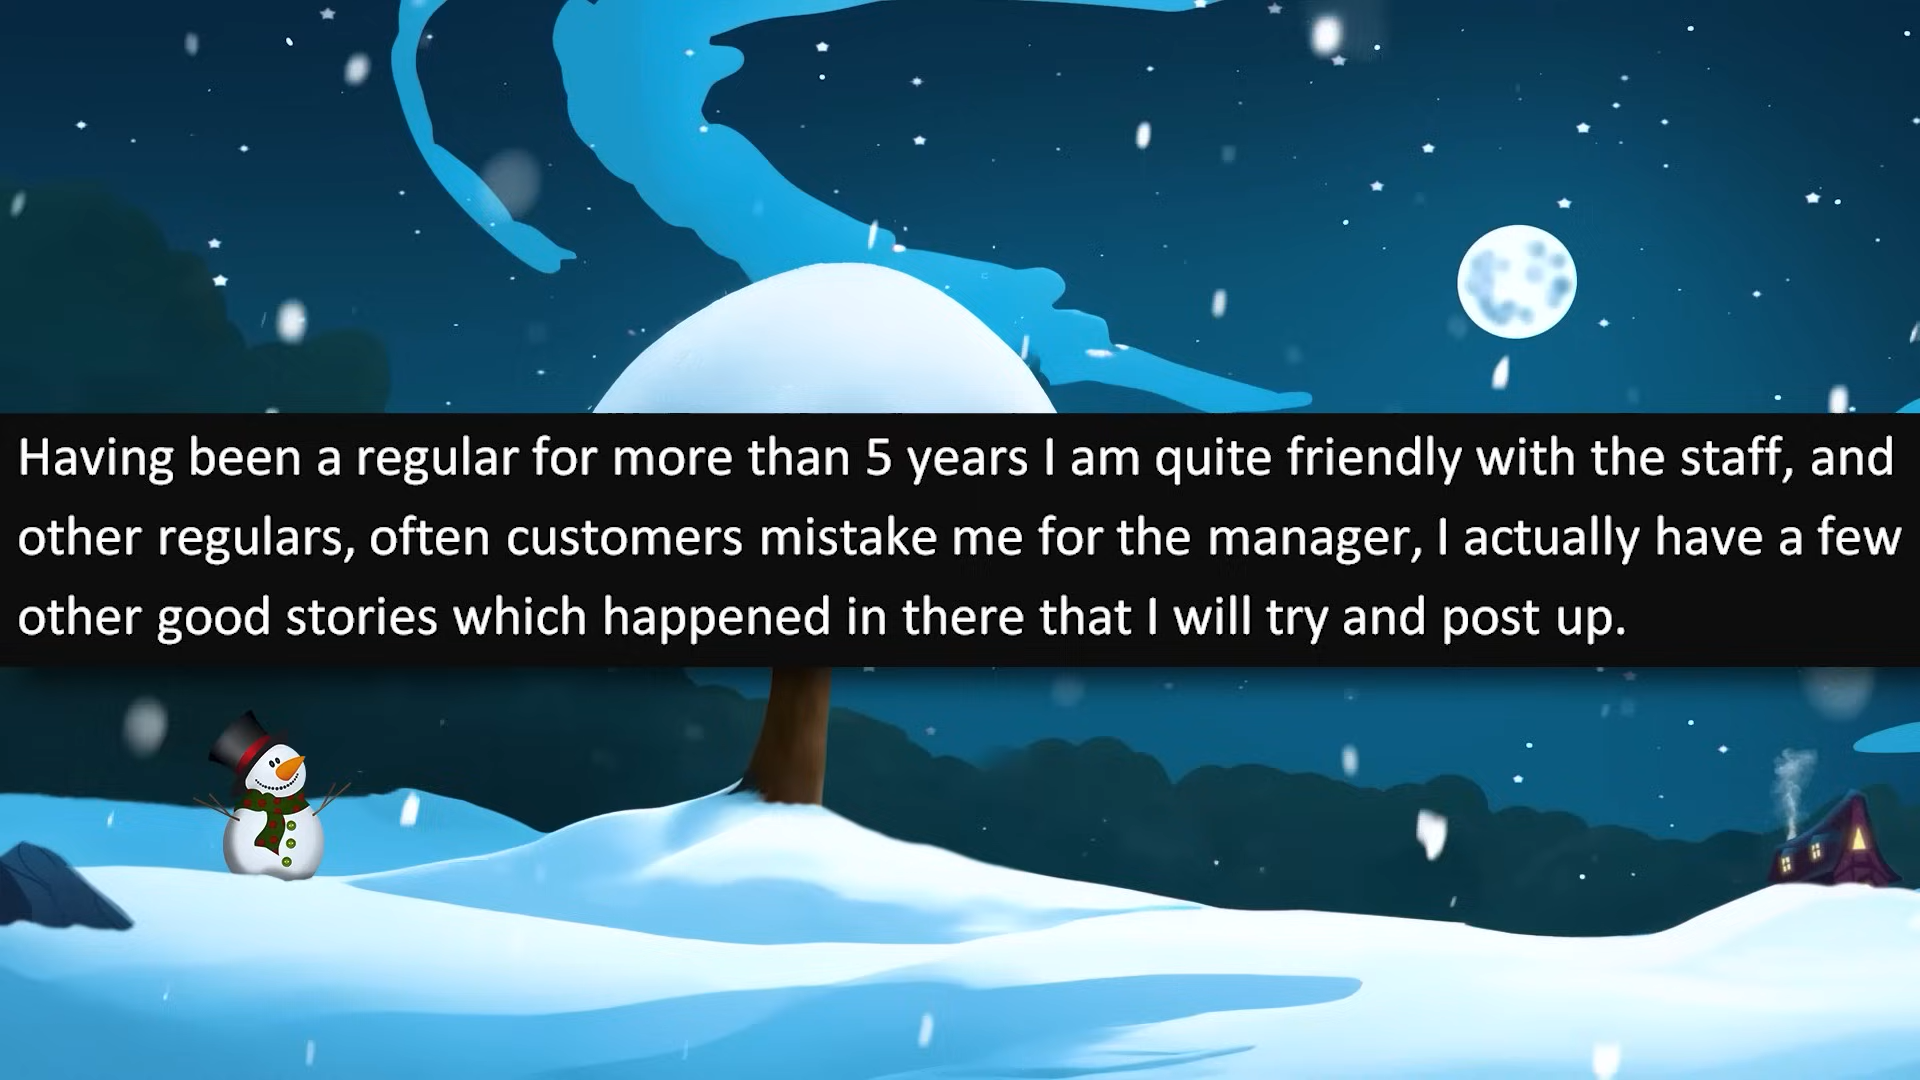 Having been a regular for more than 5 years I am quite friendly with the staff, and
other regulars, often customers mistake me for the manager, I actually have a few
other good stories which happened in there that I will try and post up.